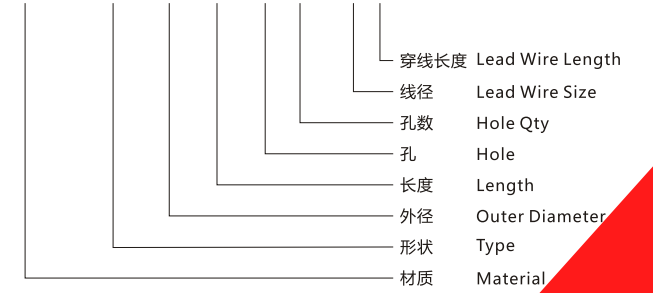 穿线长度 Lead Wire Length
线径 Lead Wire Size
孔数 Hole Qty
孔 Hole
长度 Length
外径 Outer Diameter
形状 Type
材质 Material